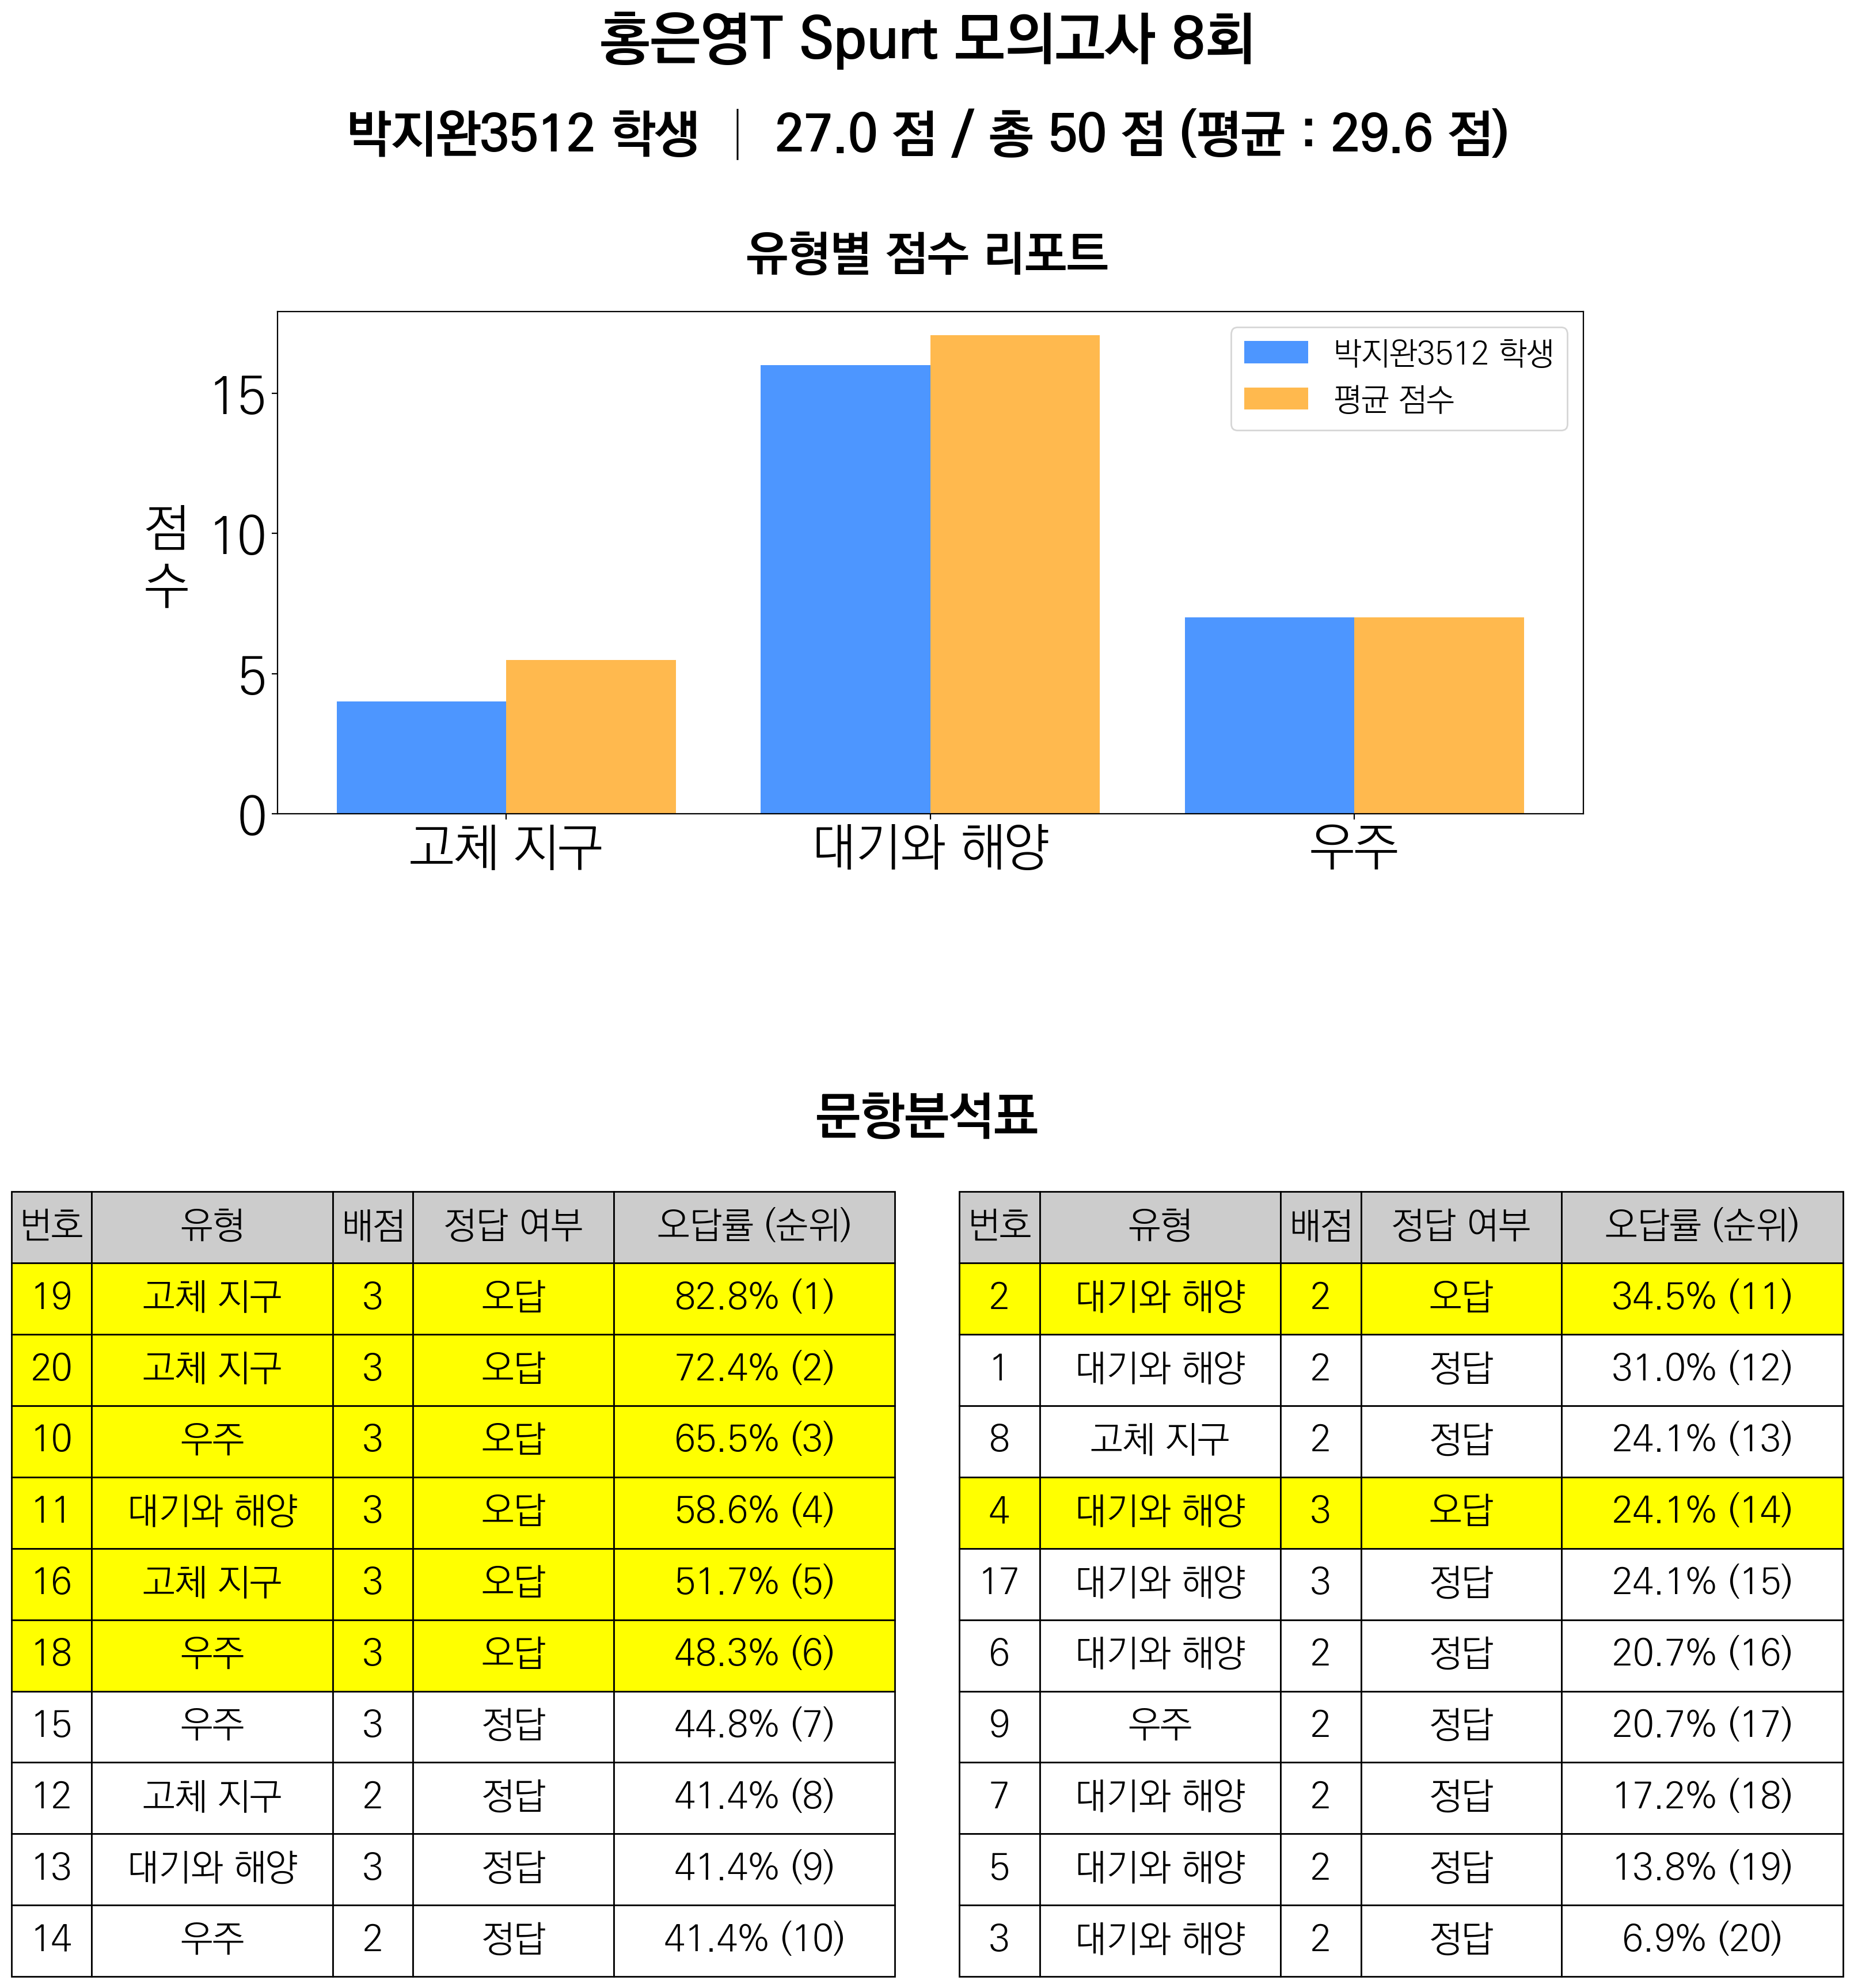 홍은영T Spurt 모의고사 8회
박지완3512 학생 │ 27.0 점 / 총 50 점 (평균 : 29.6 점)
유형별 점수 리포트
박지완3512 학생
평균 점수
점
수
15
10
5
0
고체 지구 대기와 해양 우주
문항분석표
번호 유형 배점 정답 여부 오답률 (순위)
19 고체 지구 3 오답 82.8% (1)
20 고체 지구 3 오답 72.4% (2)
10 우주 3 오답 65.5% (3)
11 대기와 해양 3 오답 58.6% (4)
16 고체 지구 3 오답 51.7% (5)
18 우주 3 오답 48.3% (6)
15 우주 3 정답 44.8% (7)
12 고체 지구 2 정답 41.4% (8)
13 대기와 해양 3 정답 41.4% (9)
14 우주 2 정답 41.4% (10)
번호 유형 배점 정답 여부 오답률 (순위)
2 대기와 해양 2 오답 34.5% (11)
1 대기와 해양 2 정답 31.0% (12)
8 고체 지구 2 정답 24.1% (13)
4 대기와 해양 3 오답 24.1% (14)
17 대기와 해양 3 정답 24.1% (15)
6 대기와 해양 2 정답 20.7% (16)
9 우주 2 정답 20.7% (17)
7 대기와 해양 2 정답 17.2% (18)
5 대기와 해양 2 정답 13.8% (19)
3 대기와 해양 2 정답 6.9% (20)